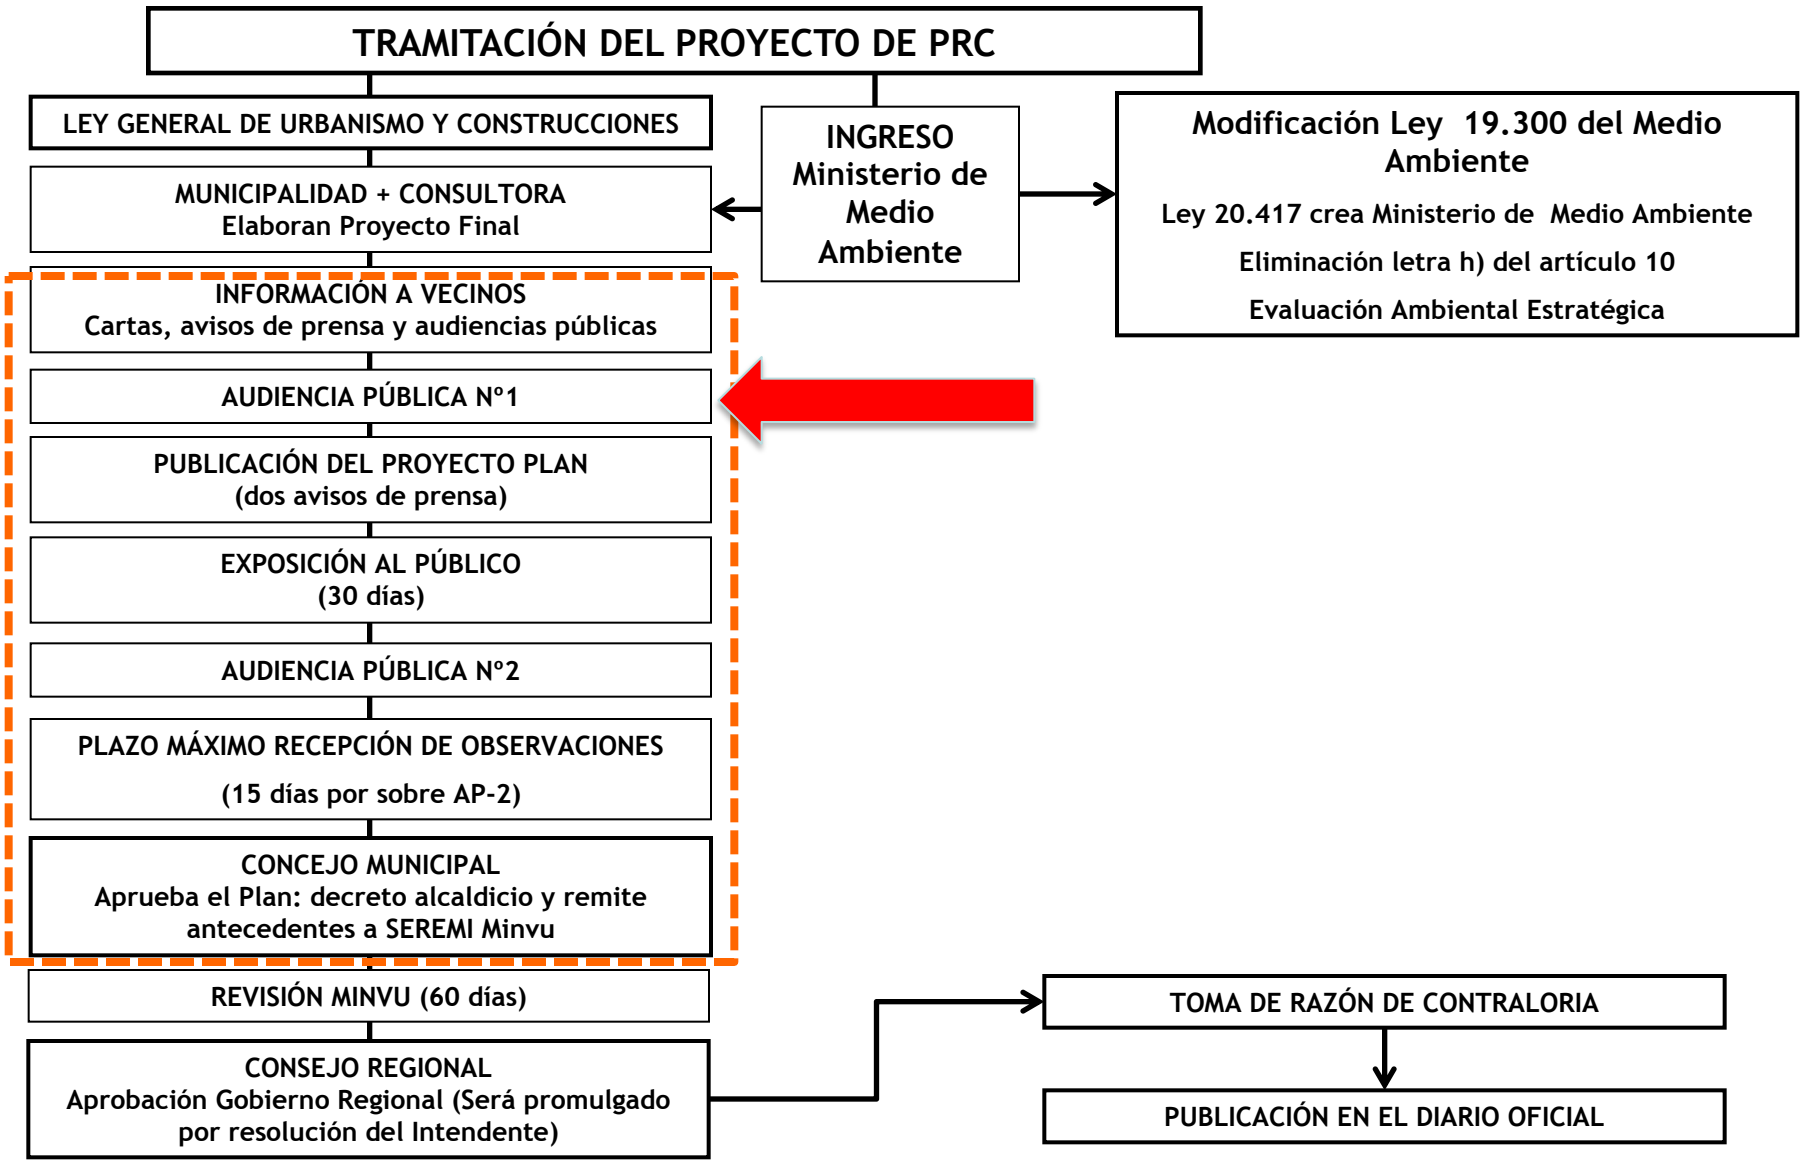 TRAMITACIÓN DEL PROYECTO DE PRC
LEY GENERAL DE URBANISMO Y CONSTRUCCIONES
MUNICIPALIDAD + CONSULTORA
Elaboran Proyecto Final
INGRESO
Ministerio de
Medio
Ambiente
Modificación Ley 19.300 del Medio
Ambiente
Ley 20.417 crea Ministerio de Medio Ambiente
Eliminación letra h) del artículo 10
Evaluación Ambiental Estratégica
INFORMACIÓN A VECINOS
Cartas, avisos de prensa y audiencias públicas
AUDIENCIA PÚBLICA Nº1
PUBLICACIÓN DEL PROYECTO PLAN
(dos avisos de prensa)
EXPOSICIÓN AL PÚBLICO
(30 días)
AUDIENCIA PÚBLICA Nº2
PLAZO MÁXIMO RECEPCIÓN DE OBSERVACIONES
(15 días por sobre AP-2)
CONCEJO MUNICIPAL
Aprueba el Plan: decreto alcaldicio y remite
antecedentes a SEREMI Minvu
REVISIÓN MINVU (60 días)
CONSEJO REGIONAL
Aprobación Gobierno Regional (Será promulgado
por resolución del Intendente)
TOMA DE RAZÓN DE CONTRALORIA
PUBLICACIÓN EN EL DIARIO OFICIAL